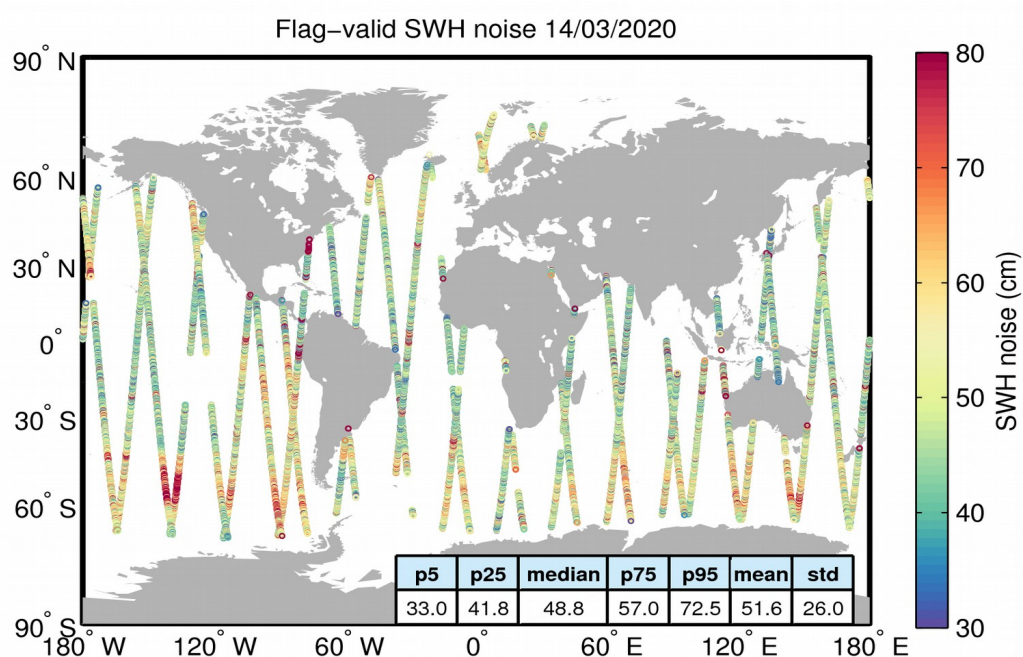 Flag−valid SWH noise 14/03/2020
90° N
60° N
30° N
0°
30° S
60° S
90° S
180° W
120° W
60° W
0°
60° E
120° E
180° E
80
70
60
50
40
30
SWH noise (cm)
p5 p25 median p75 p95 mean std
33.0 41.8 48.8 57.0 72.5 51.6 26.0